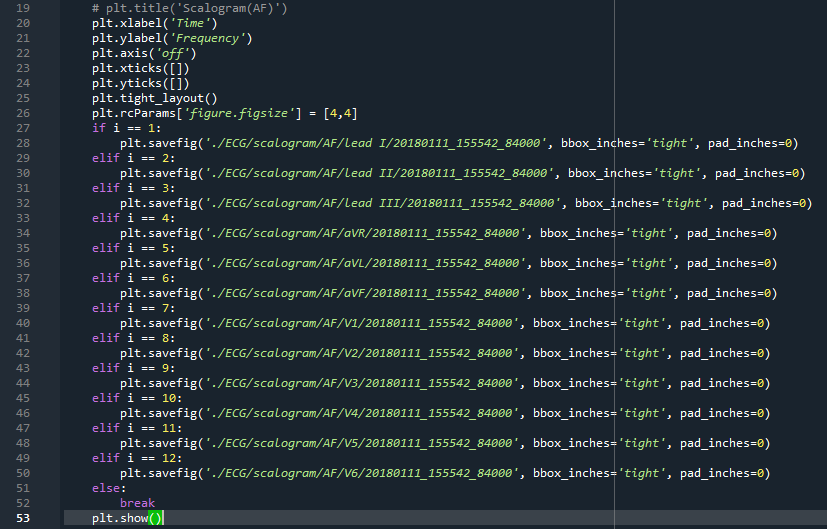 19 # plt.title('Scalogram(AF)')
20 plt.xlabel('Time')
21 plt.ylabel('Frequency')
22 plt.axis('off')
23 plt.xticks([])
24 plt.yticks([])
25 plt.tight_layout()
26 plt.rcParams['figure.figsize'] = [4,4]
27 if i == 1:
28 plt.savefig('./ECG/scalogram/AF/lead I/20180111_155542_84000', bbox_inches='tight', pad_inches=0)
29 elif i == 2:
30 plt.savefig('./ECG/scalogram/AF/lead II/20180111_155542_84000', bbox_inches='tight', pad_inches=0)
31 elif i == 3:
32 plt.savefig('./ECG/scalogram/AF/lead III/20180111_155542_84000', bbox_inches='tight', pad_inches=0)
33 elif i == 4:
34 plt.savefig('./ECG/scalogram/AF/aVR/20180111_155542_84000', bbox_inches='tight', pad_inches=0)
35 elif i == 5:
36 plt.savefig('./ECG/scalogram/AF/aVL/20180111_155542_84000', bbox_inches='tight', pad_inches=0)
37 elif i == 6:
38 plt.savefig('./ECG/scalogram/AF/aVF/20180111_155542_84000', bbox_inches='tight', pad_inches=0)
39 elif i == 7:
40 plt.savefig('./ECG/scalogram/AF/V1/20180111_155542_84000', bbox_inches='tight', pad_inches=0)
41 elif i == 8:
42 plt.savefig('./ECG/scalogram/AF/V2/20180111_155542_84000', bbox_inches='tight', pad_inches=0)
43 elif i == 9:
44 plt.savefig('./ECG/scalogram/AF/V3/20180111_155542_84000', bbox_inches='tight', pad_inches=0)
45 elif i == 10:
46 plt.savefig('./ECG/scalogram/AF/V4/20180111_155542_84000', bbox_inches='tight', pad_inches=0)
47 elif i == 11:
48 plt.savefig('./ECG/scalogram/AF/V5/20180111_155542_84000', bbox_inches='tight', pad_inches=0)
49 elif i == 12:
50 plt.savefig('./ECG/scalogram/AF/V6/20180111_155542_84000', bbox_inches='tight', pad_inches=0)
51 else:
52 break
53 plt.show()